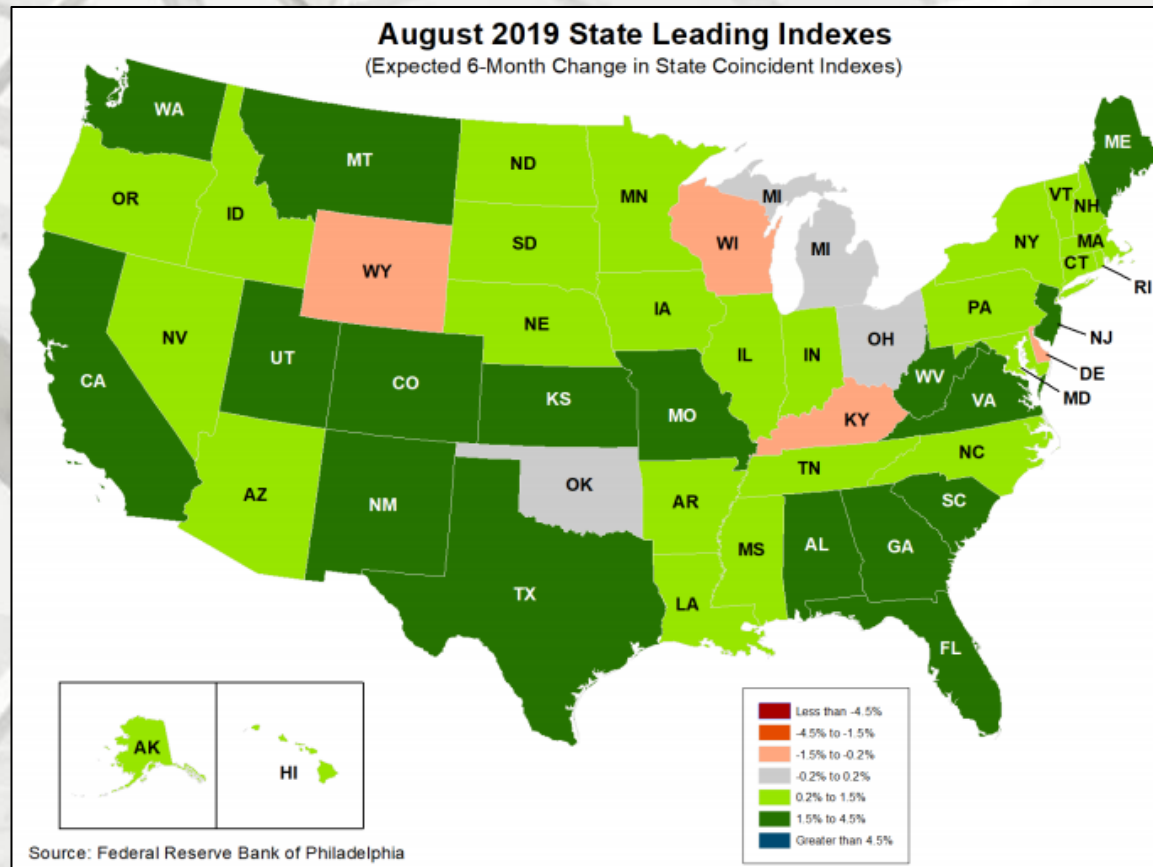 August 2019 State Leading Indexes
(Expected 6-Month Change in State Coincident Indexes)
WA
MT
ND
MN
ME
OR
ID
SD
WI
MI
MI
VT
NH
NY
MA
CT
RI
WY
NE
IA
PA
NJ
NV
UT
CO
IL
IN
OH
DE
MD
CA
KS
MO
WV
VA
KY
AZ
NM
OK
AR
TN
NC
SC
MS
AL
GA
TX
LA
FL
AK
HI
Less than -4.5%
-4.5% to -1.5%
-1.5% to -0.2%
-0.2% to 0.2%
0.2% to 1.5%
1.5% to 4.5%
Greater than 4.5%
Source: Federal Reserve Bank of Philadelphia